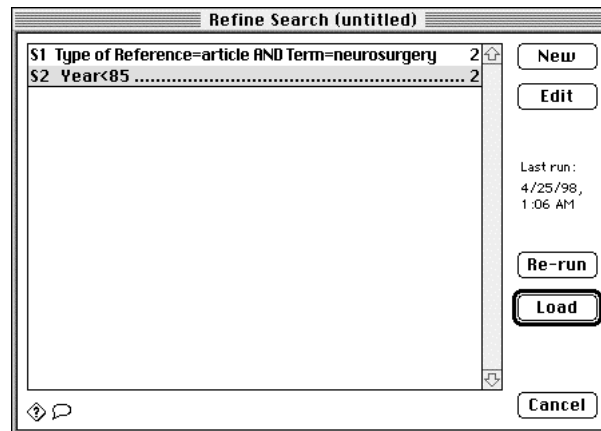 Refine Search (untitled)
S1 Type of Reference=article AND Term=neurosurgery 2
S2 Year<85 ........................................................................ 2
New
Edit
Last run:
4/25/98,
1:06 AM
Re-run
Load
Cancel
?